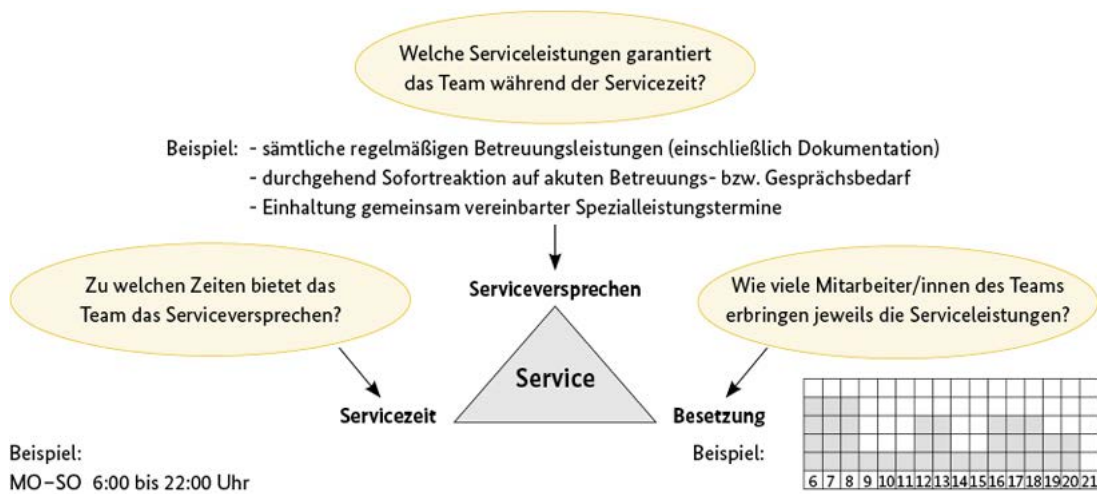 Welche Serviceleistungen garantiert
das Team während der Servicezeit?
Beispiel: - sämtliche regelmäßigen Betreuungsleistungen (einschließlich Dokumentation)
- durchgehend Sofortreaktion auf akuten Betreuungs- bzw. Gesprächsbedarf
- Einhaltung gemeinsam vereinbarter Spezialleistungstermine
Zu welchen Zeiten bietet das
Team das Serviceversprechen?
Serviceversprechen
Wie viele Mitarbeiter/innen des Teams
erbringen jeweils die Serviceleistungen?
Service
Servicezeit
Besetzung
Beispiel:
MO–SO 6:00 bis 22:00 Uhr
Beispiel:
6 7 8 9 10 11 12 13 14 15 16 17 18 19 20 21